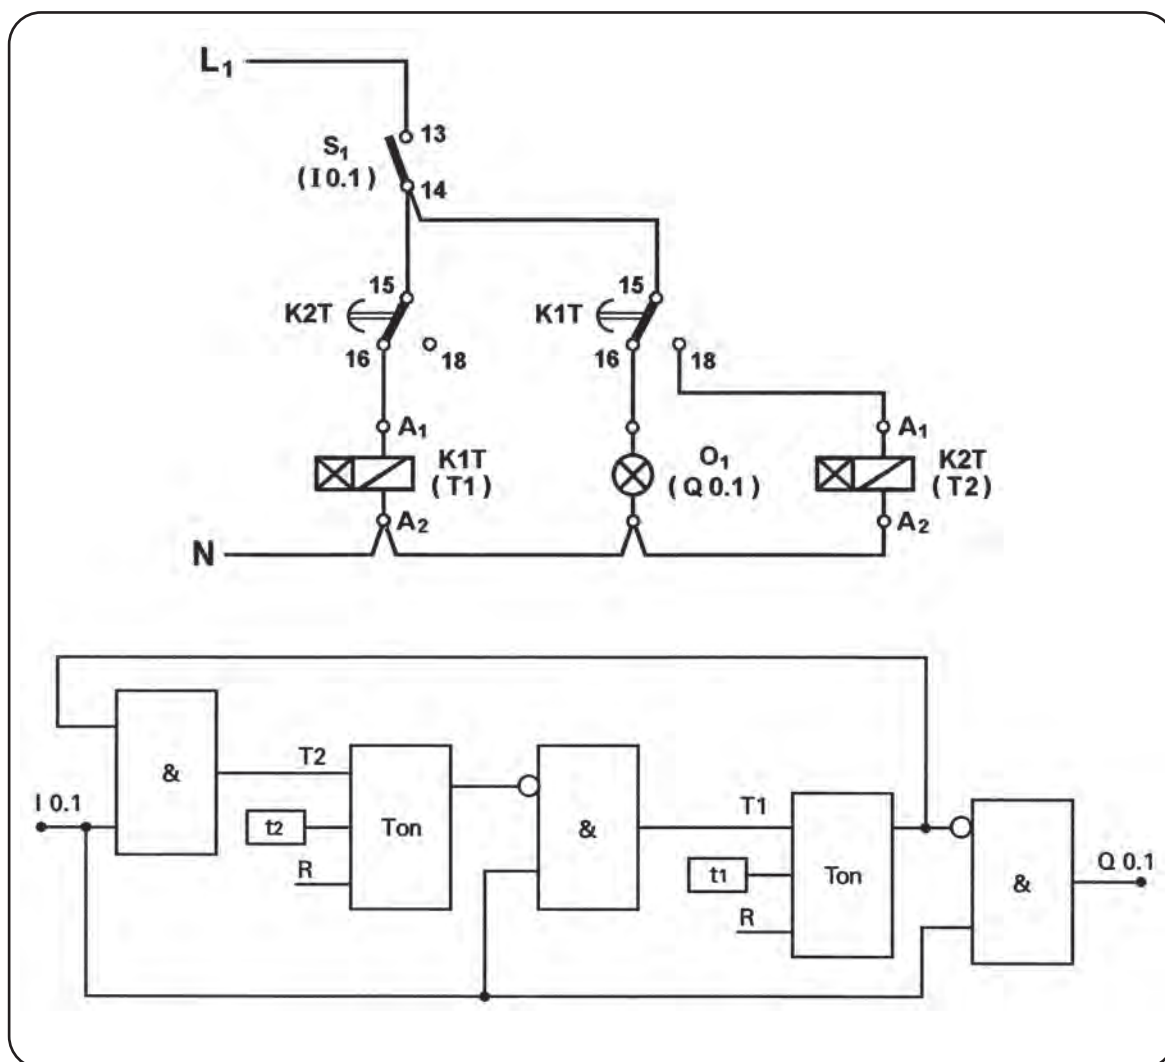 L1
13
S1
(I 0.1)
14
15
K2T
16
18
15
K1T
16
18
A1
K1T
(T1)
A2
O1
(Q 0.1)
A1
K2T
(T2)
A2
N
&
I 0.1
T2
t2
R
Ton
&
T1
t1
R
Ton
&
Q 0.1